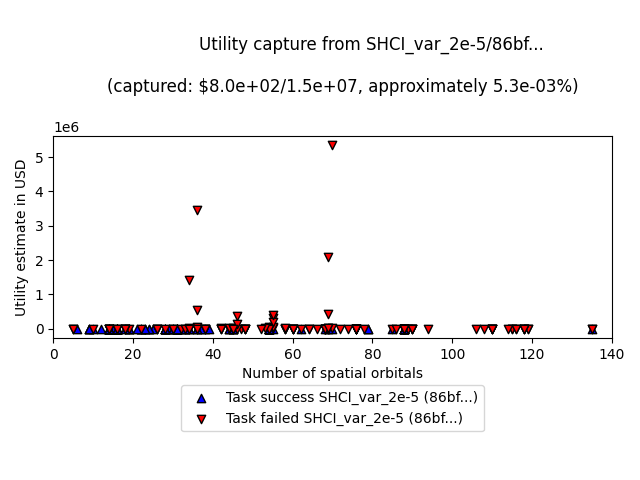 Utility capture from SHCI_var_2e-5/86bf...
(captured: $8.0e+02/1.5e+07, approximately 5.3e-03%)
1e6
5
4
3
2
1
0
Utility estimate in USD
0 20 40 60 80 100 120 140
Number of spatial orbitals
Task success SHCI_var_2e-5 (86bf...)
Task failed SHCI_var_2e-5 (86bf...)